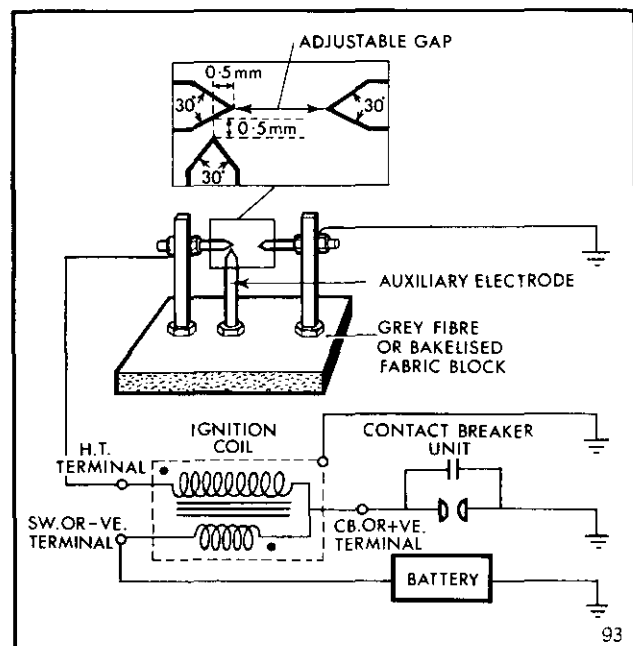 ADJUSTABLE GAP
0·5mm
30°
30°
0·5mm
30°
AUXILIARY ELECTRODE
GREY FIBRE
OR BAKELISED
FABRIC BLOCK
IGNITION
COIL
CONTACT BREAKER
UNIT
H.T.
TERMINAL
SW.OR-VE.
TERMINAL
CB.OR+VE.
TERMINAL
BATTERY
93